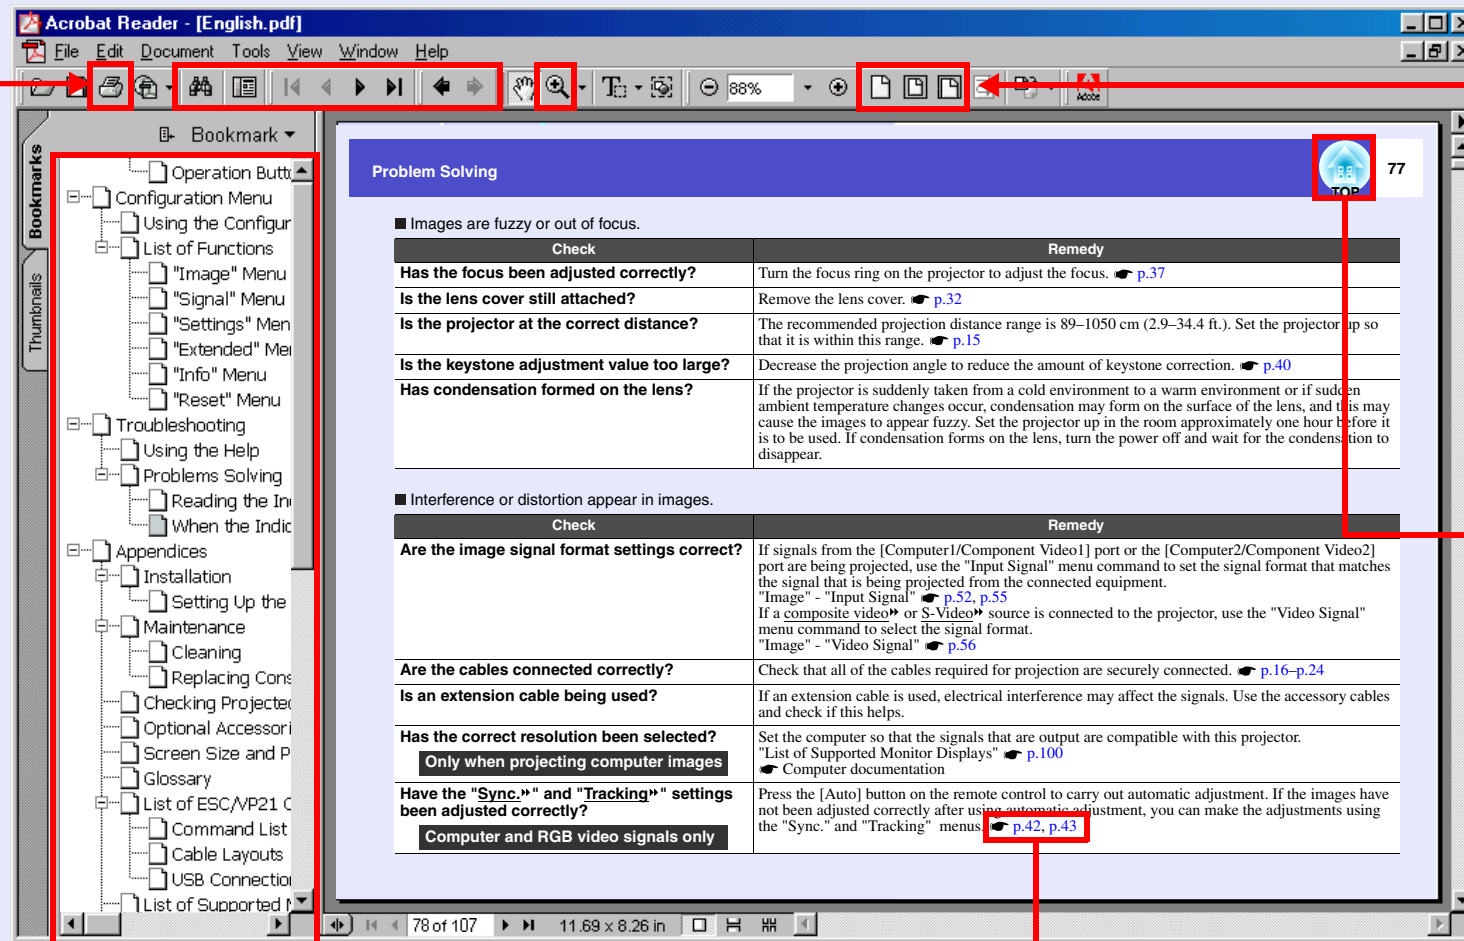 Acrobat Reader - [English.pdf]
File Edit Document Tools View Window Help
88%
Adobe
Bookmarks
Thumbnails
Bookmark
Operation Butto
Configuration Menu
Using the Configur
List of Functions
"Image" Menu
"Signal" Menu
"Settings" Men
"Extended" Me
"Info" Menu
"Reset" Menu
Troubleshooting
Using the Help
Problems Solving
Reading the In
When the Indic
Appendices
Installation
Setting Up the
Maintenance
Cleaning
Replacing Cons
Checking Projected
Optional Accessori
Screen Size and P
Glossary
List of ESC/VP21 C
Command List
Cable Layouts
USB Connection
List of Supported M
Problem Solving
TOP
77
■ Images are fuzzy or out of focus.
Check Remedy
Has the focus been adjusted correctly? Turn the focus ring on the projector to adjust the focus. ☛ p.37
Is the lens cover still attached? Remove the lens cover. ☛ p.32
Is the projector at the correct distance? The recommended projection distance range is 89–1050 cm (2.9–34.4 ft.). Set the projector up so
that it is within this range. ☛ p.15
Is the keystone adjustment value too large? Decrease the projection angle to reduce the amount of keystone correction. ☛ p.40
Has condensation formed on the lens? If the projector is suddenly taken from a cold environment to a warm environment or if sudden
ambient temperature changes occur, condensation may form on the surface of the lens, and this may
cause the images to appear fuzzy. Set the projector up in the room approximately one hour before it
is to be used. If condensation forms on the lens, turn the power off and wait for the condensation to
disappear.
■ Interference or distortion appear in images.
Check Remedy
Are the image signal format settings correct? If signals from the [Computer1/Component Video1] port or the [Computer2/Component Video2]
port are being projected, use the "Input Signal" menu command to set the signal format that matches
the signal that is being projected from the connected equipment.
"Image" - "Input Signal" ☛ p.52, p.55
If a composite video or S-Video source is connected to the projector, use the "Video Signal"
menu command to select the signal format.
"Image" - "Video Signal" ☛ p.56
Are the cables connected correctly? Check that all of the cables required for projection are securely connected. ☛ p.16–p.24
Is an extension cable being used? If an extension cable is used, electrical interference may affect the signals. Use the accessory cables
and check if this helps.
Has the correct resolution been selected? Set the computer so that the signals that are output are compatible with this projector.
Only when projecting computer images "List of Supported Monitor Displays" ☛ p.100
☛ Computer documentation
Have the "Sync." and "Tracking" settings Press the [Auto] button on the remote control to carry out automatic adjustment. If the images have
been adjusted correctly? not been adjusted correctly after using automatic adjustment, you can make the adjustments using
Computer and RGB video signals only the "Sync." and "Tracking" menus. ☛ p.42, p.43
78 of 107 11.69 x 8.26 in